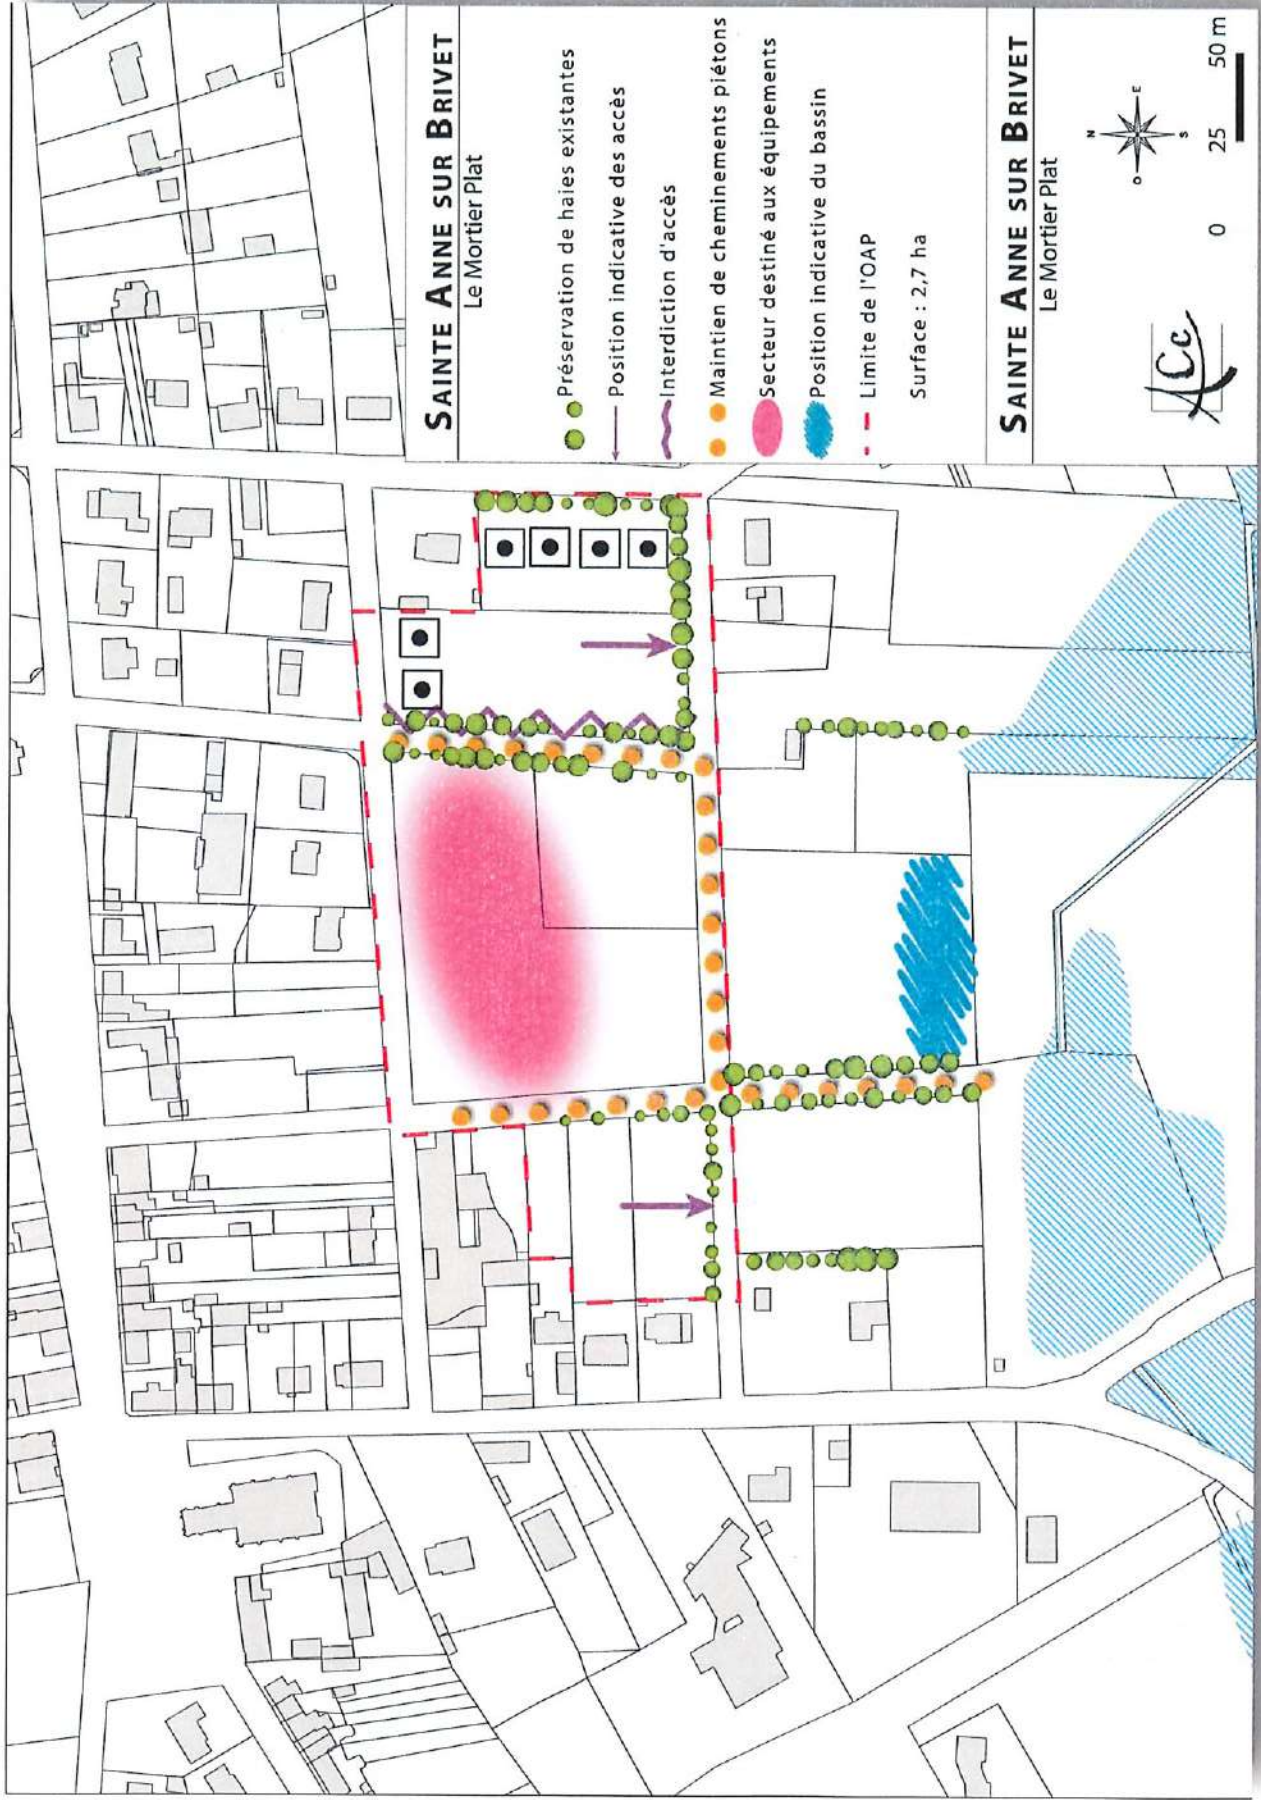 SAINTE ANNE SUR BRIVET
Le Mortier Plat
Préservation de haies existantes
Position indicative des accès
Interdiction d'accès
Maintien de cheminements piétons
Secteur destiné aux équipements
Position indicative du bassin
Limite de l'OAP
Surface : 2,7 ha
SAINTE ANNE SUR BRIVET
Le Mortier Plat
N
O
E
S
ACc
0 25 50 m